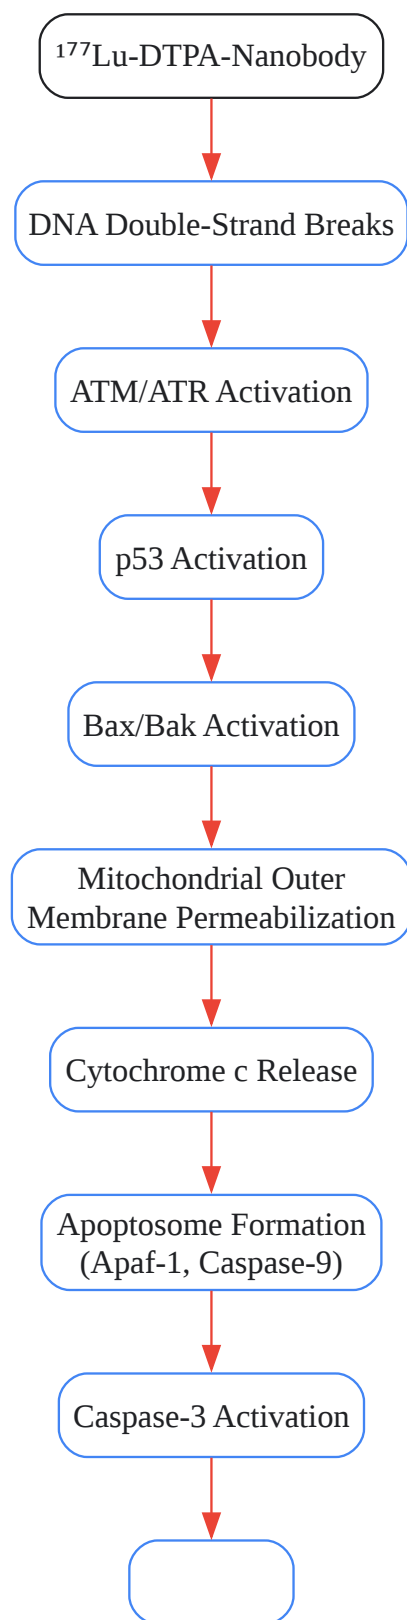 ¹⁷⁷Lu-DTPA-Nanobody
DNA Double-Strand Breaks
ATM/ATR Activation
p53 Activation
Bax/Bak Activation
Mitochondrial Outer
Membrane Permeabilization
Cytochrome c Release
Apoptosome Formation
(Apaf-1, Caspase-9)
Caspase-3 Activation